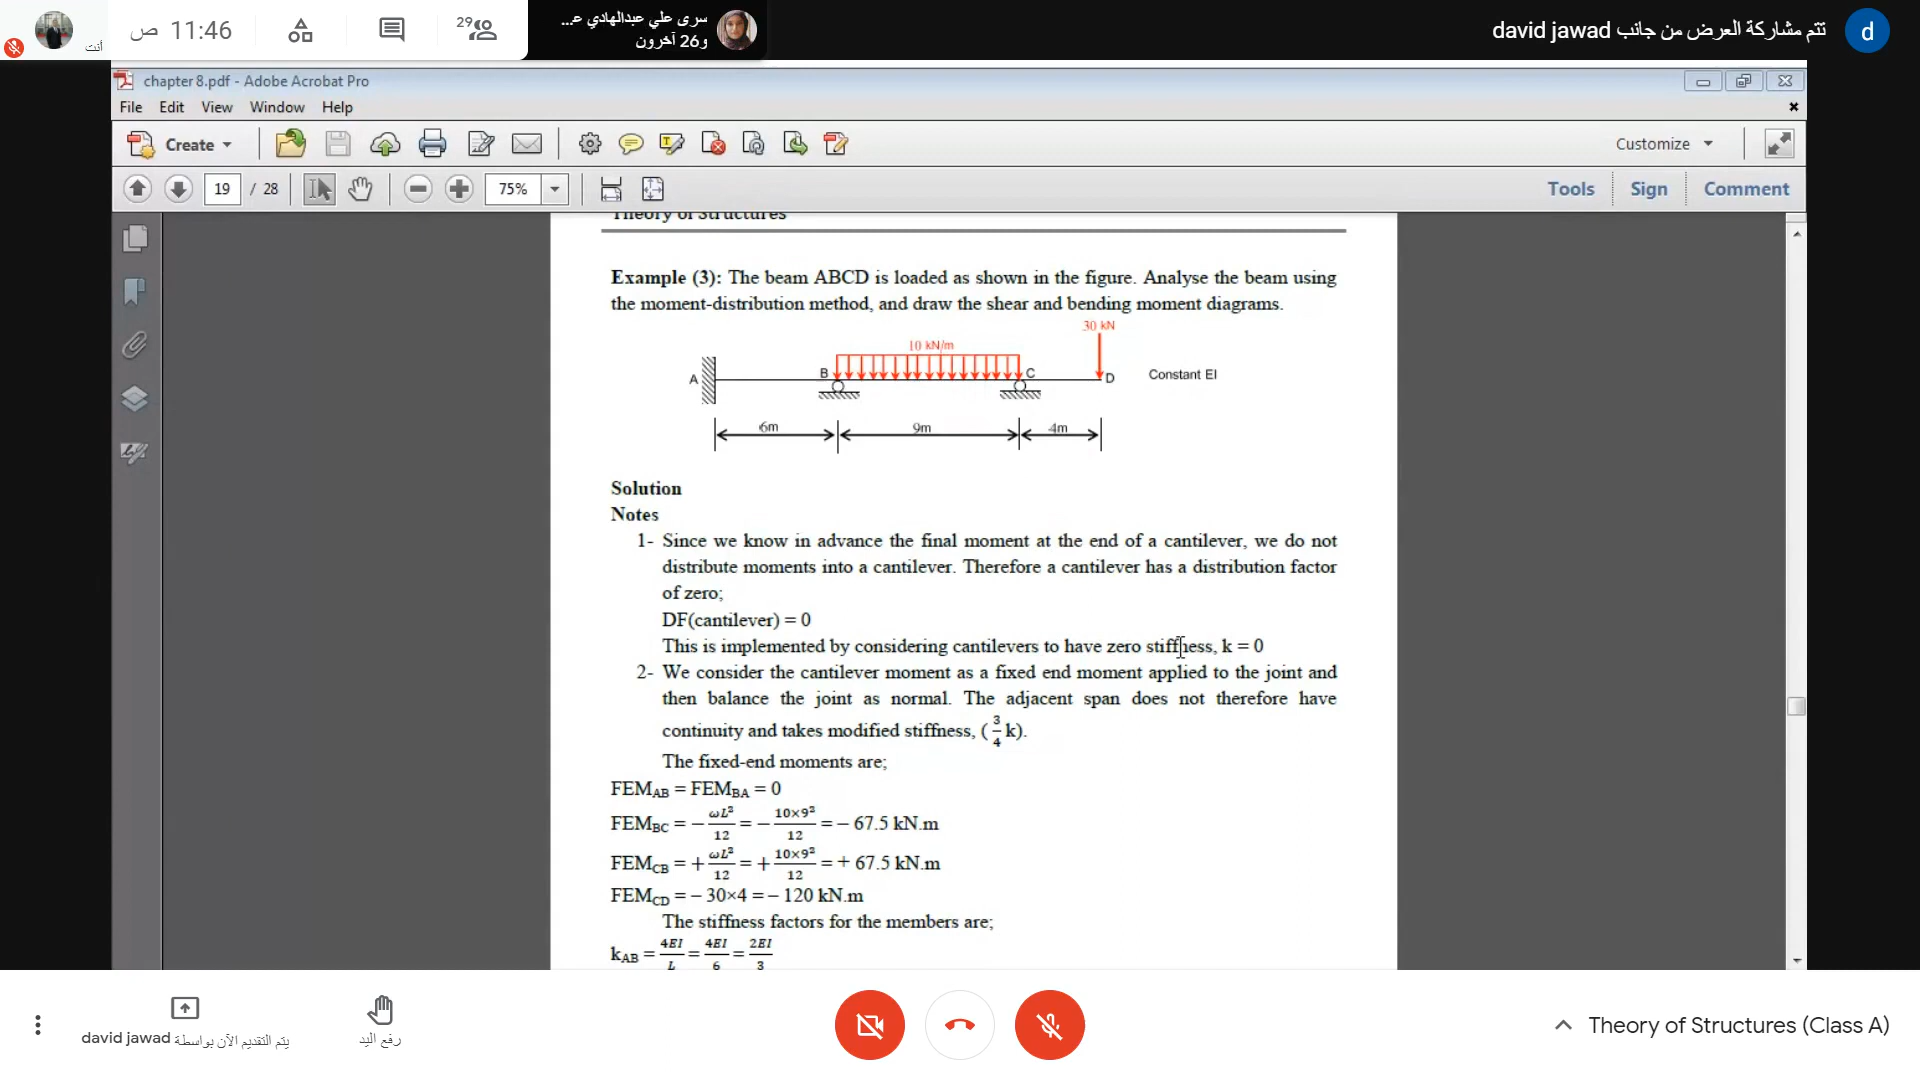 أنت
11:46 ص
29
سرى علي عبدالهادي عـ...
و26 آخرون
تتم مشاركة العرض من جانب david jawad
d
chapter 8.pdf - Adobe Acrobat Pro
File Edit View Window Help
Create
Customize
19 / 28
75%
Tools Sign Comment
Theory of Structures
Example (3): The beam ABCD is loaded as shown in the figure. Analyse the beam using
the moment-distribution method, and draw the shear and bending moment diagrams.
30 kN
10 kN/m
A B C D Constant EI
6m 9m 4m
Solution
Notes
1- Since we know in advance the final moment at the end of a cantilever, we do not
distribute moments into a cantilever. Therefore a cantilever has a distribution factor
of zero;
DF(cantilever) = 0
This is implemented by considering cantilevers to have zero stiffness, k = 0
2- We consider the cantilever moment as a fixed end moment applied to the joint and
then balance the joint as normal. The adjacent span does not therefore have
continuity and takes modified stiffness, (3/4 k).
The fixed-end moments are;
FEM_AB = FEM_BA = 0
FEM_BC = − ωL²/12 = − 10×9²/12 = − 67.5 kN.m
FEM_CB = + ωL²/12 = + 10×9²/12 = + 67.5 kN.m
FEM_CD = − 30×4 = − 120 kN.m
The stiffness factors for the members are;
k_AB = 4EI/L = 4EI/6 = 2EI/3
يتم التقديم الآن بواسطة david jawad
رفع اليد
Theory of Structures (Class A)